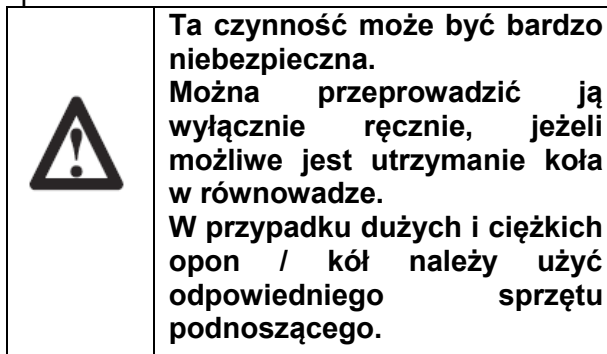 Ta czynność może być bardzo
niebezpieczna.
Można przeprowadzić ją
wyłącznie ręcznie, jeżeli
możliwe jest utrzymanie koła
w równowadze.
W przypadku dużych i ciężkich
opon / kół należy użyć
odpowiedniego sprzętu
podnoszącego.